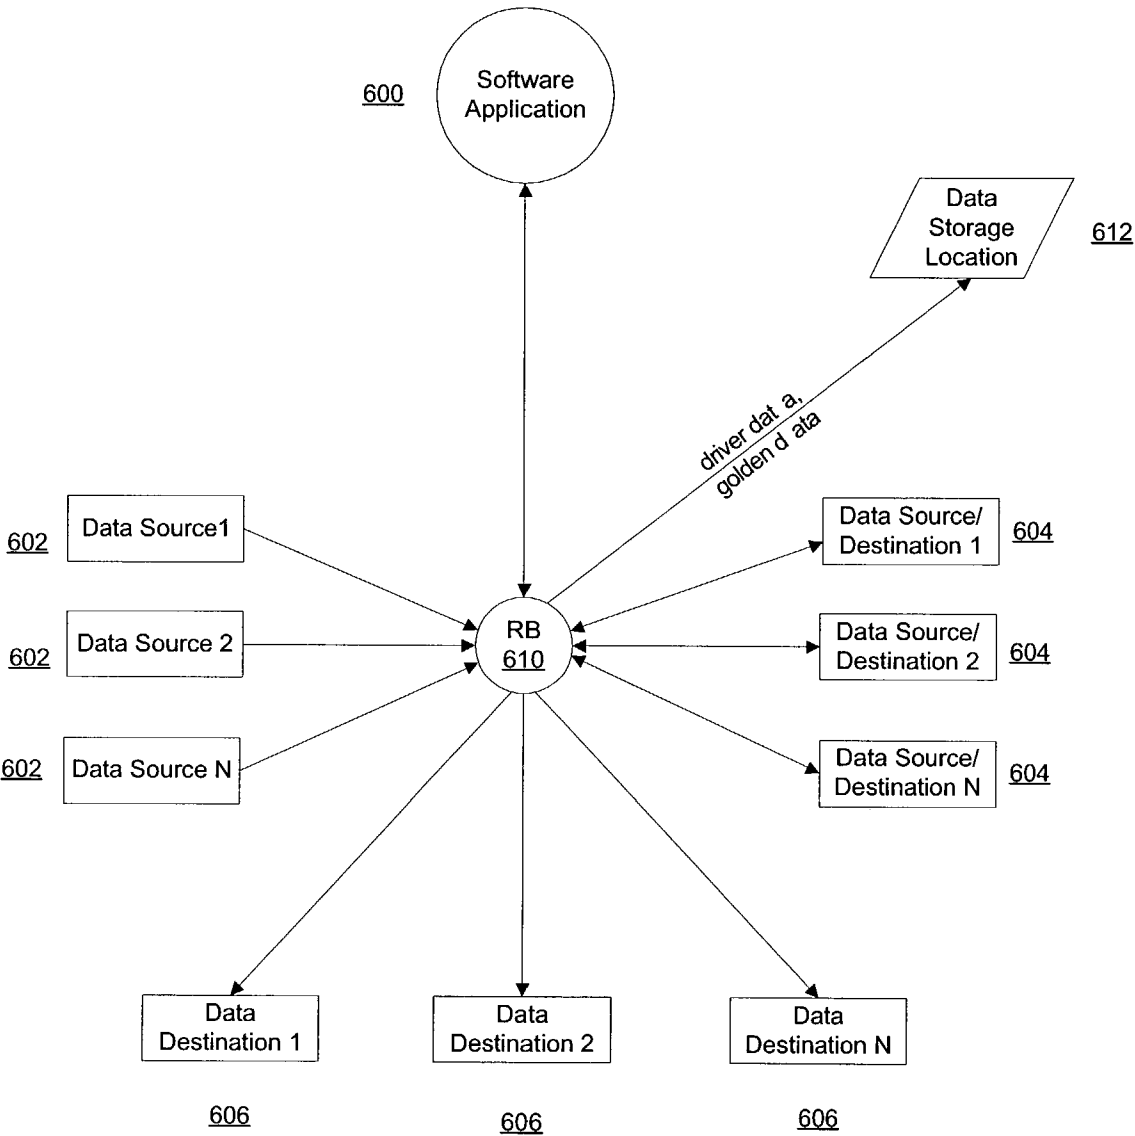 Software
Application
600
Data
Storage
Location
612
driver dat a,
golden d ata
Data Source1
602
Data Source/
Destination 1
604
RB
610
Data Source 2
602
Data Source/
Destination 2
604
Data Source N
602
Data Source/
Destination N
604
Data
Destination 1
Data
Destination 2
Data
Destination N
606
606
606